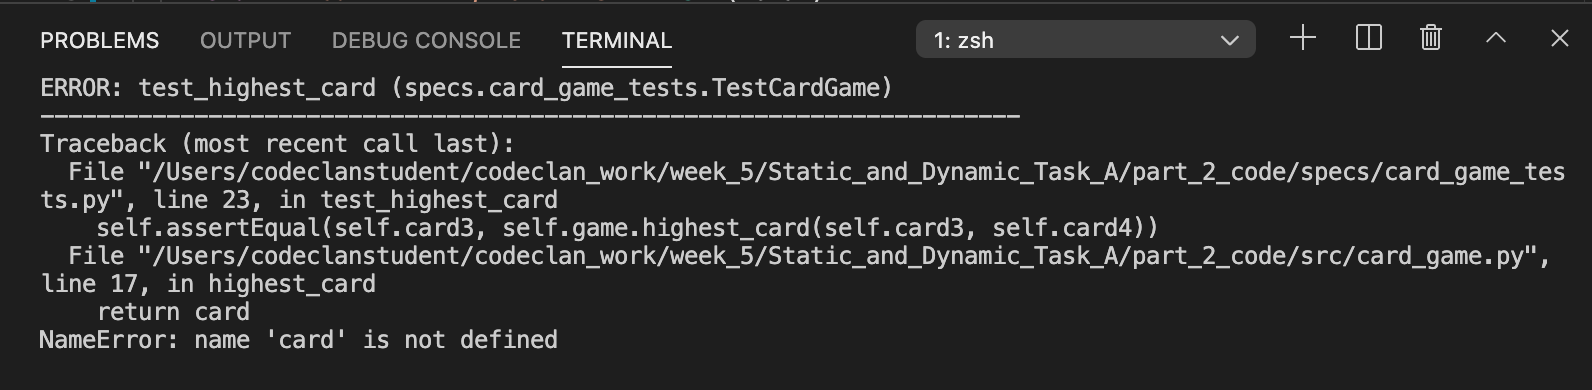 PROBLEMS OUTPUT DEBUG CONSOLE TERMINAL 1: zsh
ERROR: test_highest_card (specs.card_game_tests.TestCardGame)
----------------------------------------------------------------------
Traceback (most recent call last):
  File "/Users/codeclanstudent/codeclan_work/week_5/Static_and_Dynamic_Task_A/part_2_code/specs/card_game_tes
ts.py", line 23, in test_highest_card
    self.assertEqual(self.card3, self.game.highest_card(self.card3, self.card4))
  File "/Users/codeclanstudent/codeclan_work/week_5/Static_and_Dynamic_Task_A/part_2_code/src/card_game.py",
line 17, in highest_card
    return card
NameError: name 'card' is not defined